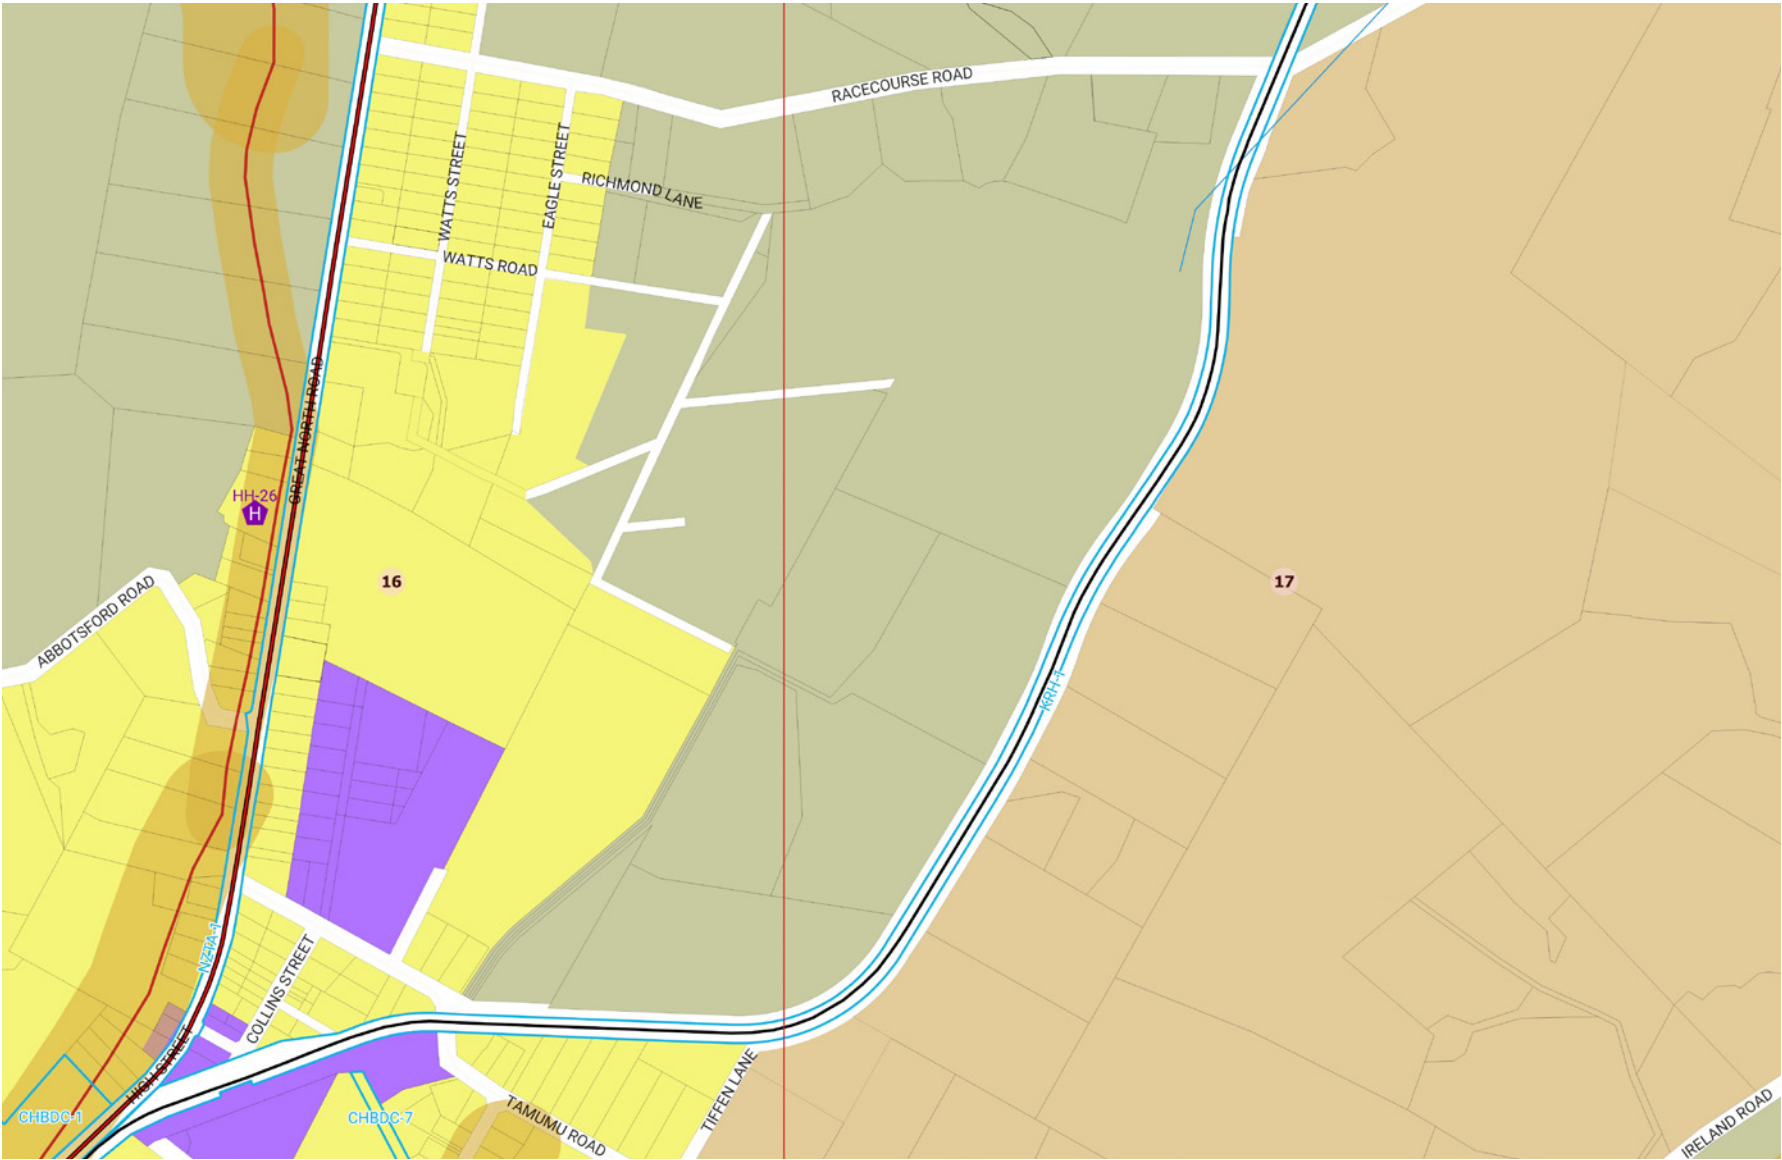 RACECOURSE ROAD
WATTS STREET
EAGLE STREET
RICHMOND LANE
WATTS ROAD
GREAT NORTH ROAD
HH-26
H
16
17
ABBOTSFORD ROAD
KRH-1
NZTA-1
COLLINS STREET
HIGH STREET
TIFFEN LANE
CHBDC-1
CHBDC-7
TAMUMU ROAD
IRELAND ROAD